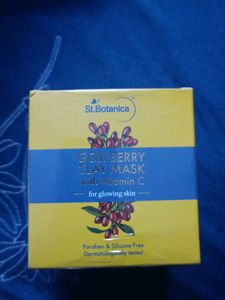 St.Botanica
GOJI BERRY
CLAY MASK
with Vitamin C
for glowing skin
Paraben & Silicone Free
Dermatologically tested